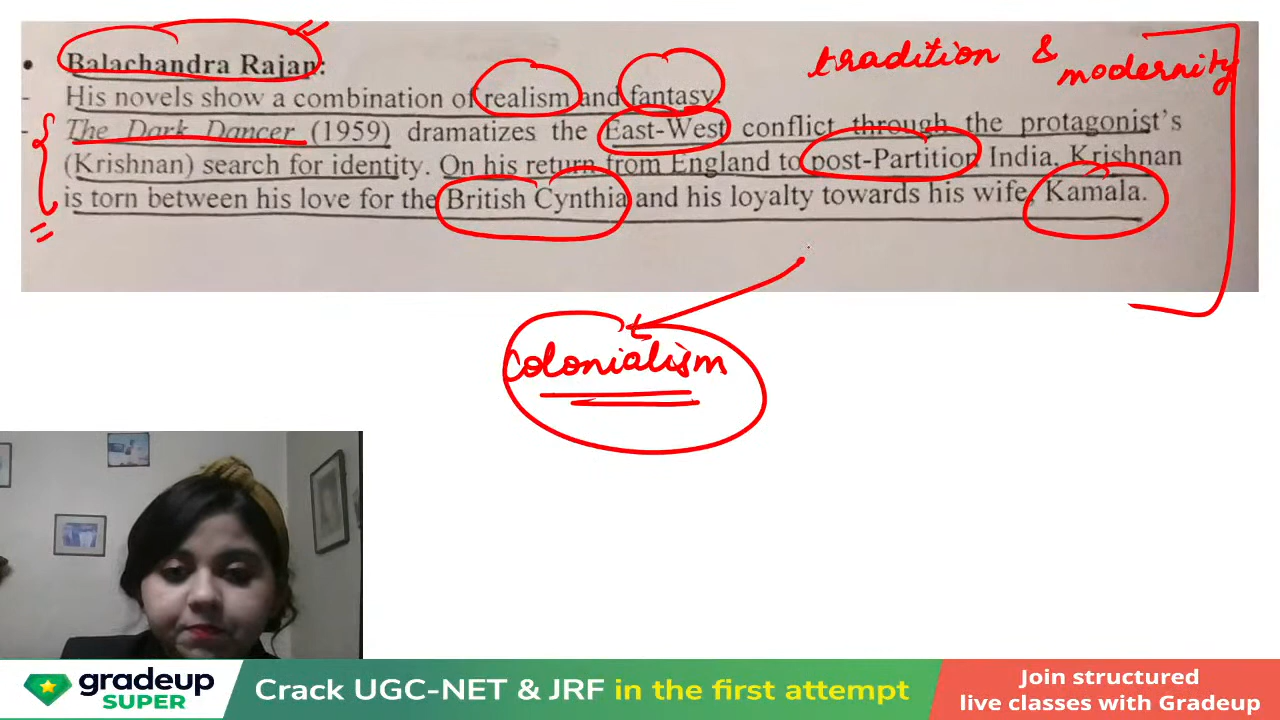 Balachandra Rajan:
tradition & modernity
- His novels show a combination of realism and fantasy.
- The Dark Dancer (1959) dramatizes the East-West conflict through the protagonist's
(Krishnan) search for identity. On his return from England to post-Partition India, Krishnan
is torn between his love for the British Cynthia and his loyalty towards his wife, Kamala.
colonialism
gradeup
SUPER
Crack UGC-NET & JRF in the first attempt
Join structured
live classes with Gradeup